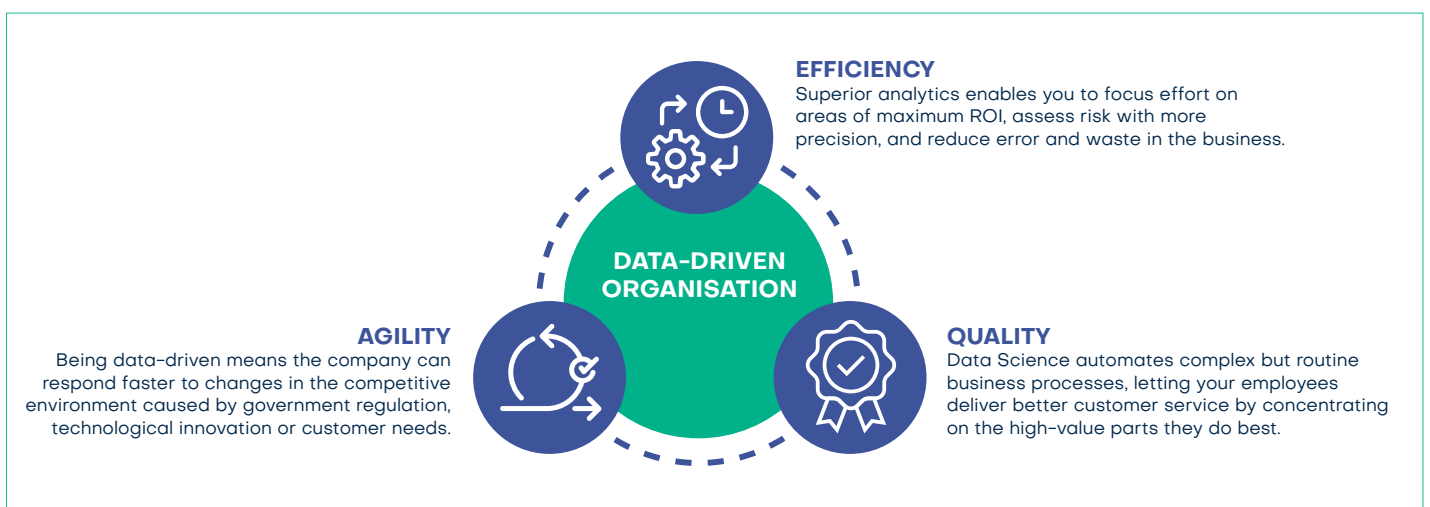 EFFICIENCY
Superior analytics enables you to focus effort on
areas of maximum ROI, assess risk with more
precision, and reduce error and waste in the business.
DATA-DRIVEN
ORGANISATION
AGILITY
Being data-driven means the company can
respond faster to changes in the competitive
environment caused by government regulation,
technological innovation or customer needs.
QUALITY
Data Science automates complex but routine
business processes, letting your employees
deliver better customer service by concentrating
on the high-value parts they do best.